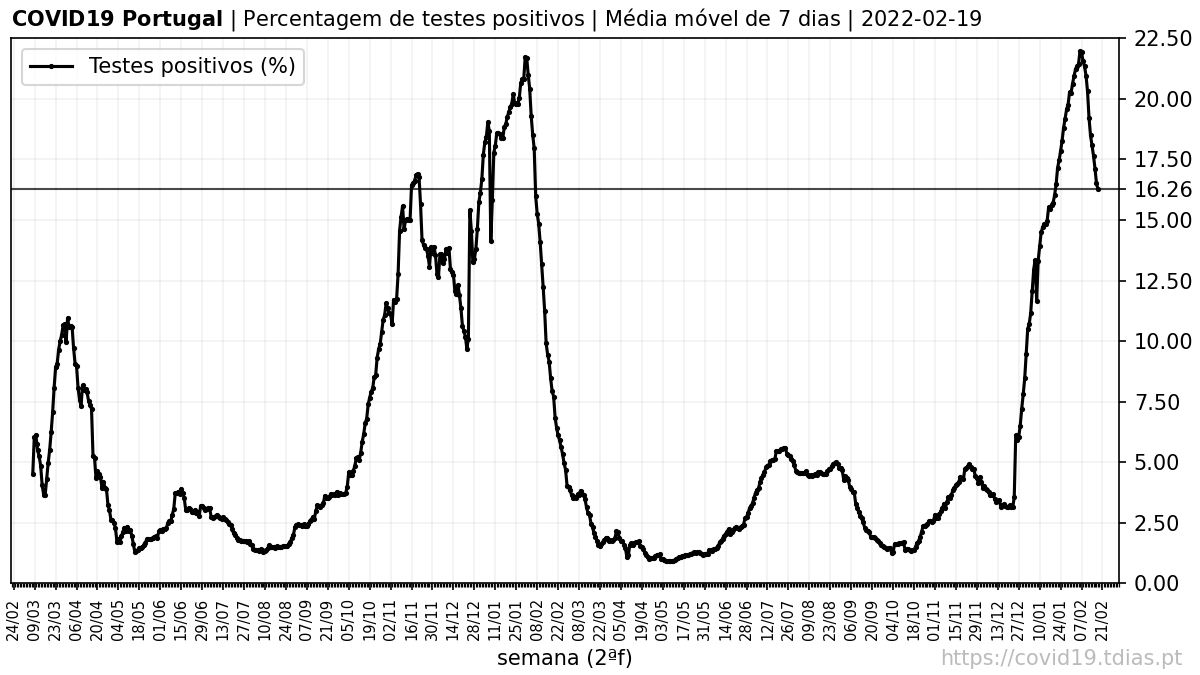 COVID19 Portugal | Percentagem de testes positivos | Média móvel de 7 dias | 2022-02-19
Testes positivos (%)
22.50
20.00
17.50
16.26
15.00
12.50
10.00
7.50
5.00
2.50
0.00
24/02 09/03 23/03 06/04 20/04 04/05 18/05 01/06 15/06 29/06 13/07 27/07 10/08 24/08 07/09 21/09 05/10 19/10 02/11 16/11 30/11 14/12 28/12 11/01 25/01 08/02 22/02 08/03 22/03 05/04 19/04 03/05 17/05 31/05 14/06 28/06 12/07 26/07 09/08 23/08 06/09 20/09 04/10 18/10 01/11 15/11 29/11 13/12 27/12 10/01 24/01 07/02 21/02
semana (2ªf)
https://covid19.tdias.pt